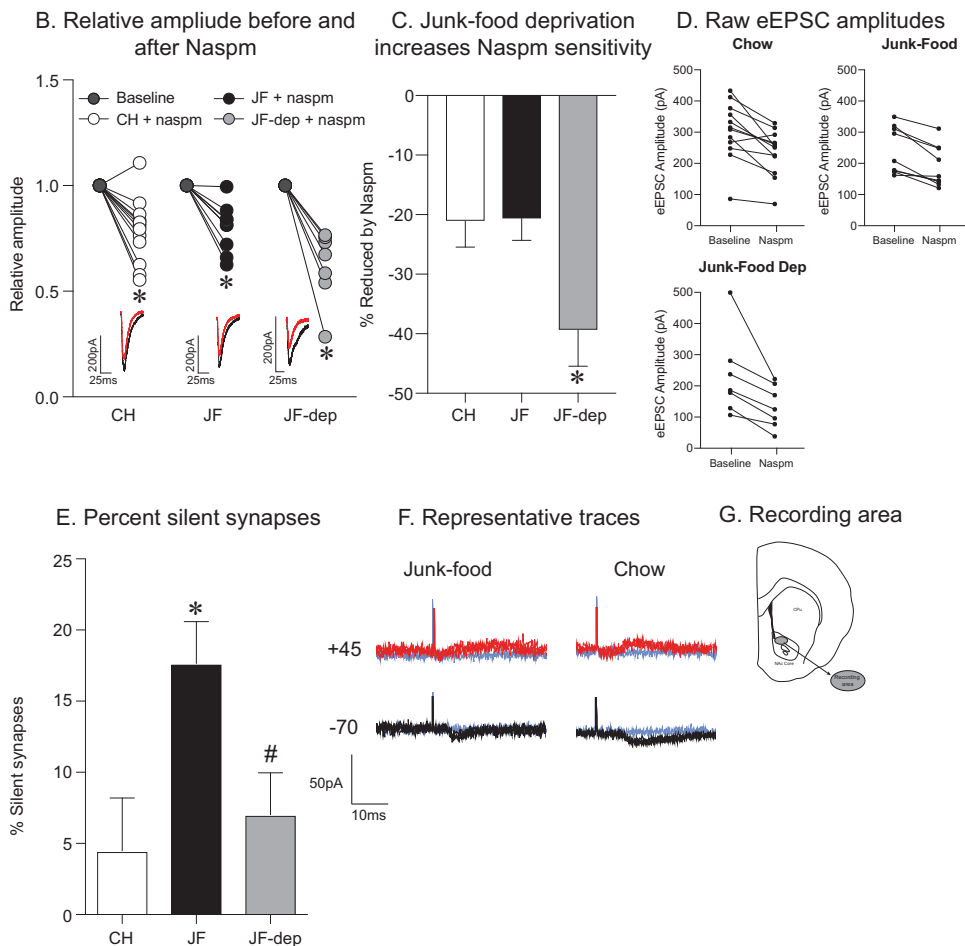 B. Relative ampliude before and
after Naspm
1.5
1.0
0.5
0.0
Relative amplitude
Baseline
JF + naspm
CH + naspm
JF-dep + naspm
*
*
*
200pA
25ms
200pA
25ms
200pA
25ms
CH
JF
JF-dep
C. Junk-food deprivation
increases Naspm sensitivity
0
-10
-20
-30
-40
-50
% Reduced by Naspm
*
CH
JF
JF-dep
D. Raw eEPSC amplitudes
Chow
500
400
300
200
100
0
eEPSC Amplitude (pA)
Baseline
Naspm
Junk-Food
500
400
300
200
100
0
eEPSC Amplitude (pA)
Baseline
Naspm
Junk-Food Dep
500
400
300
200
100
0
eEPSC Amplitude (pA)
Baseline
Naspm
E. Percent silent synapses
25
20
15
10
5
0
% Silent synapses
*
#
CH
JF
JF-dep
F. Representative traces
Junk-food
Chow
+45
-70
50pA
10ms
G. Recording area
CPu
NAc Core
Recording
area